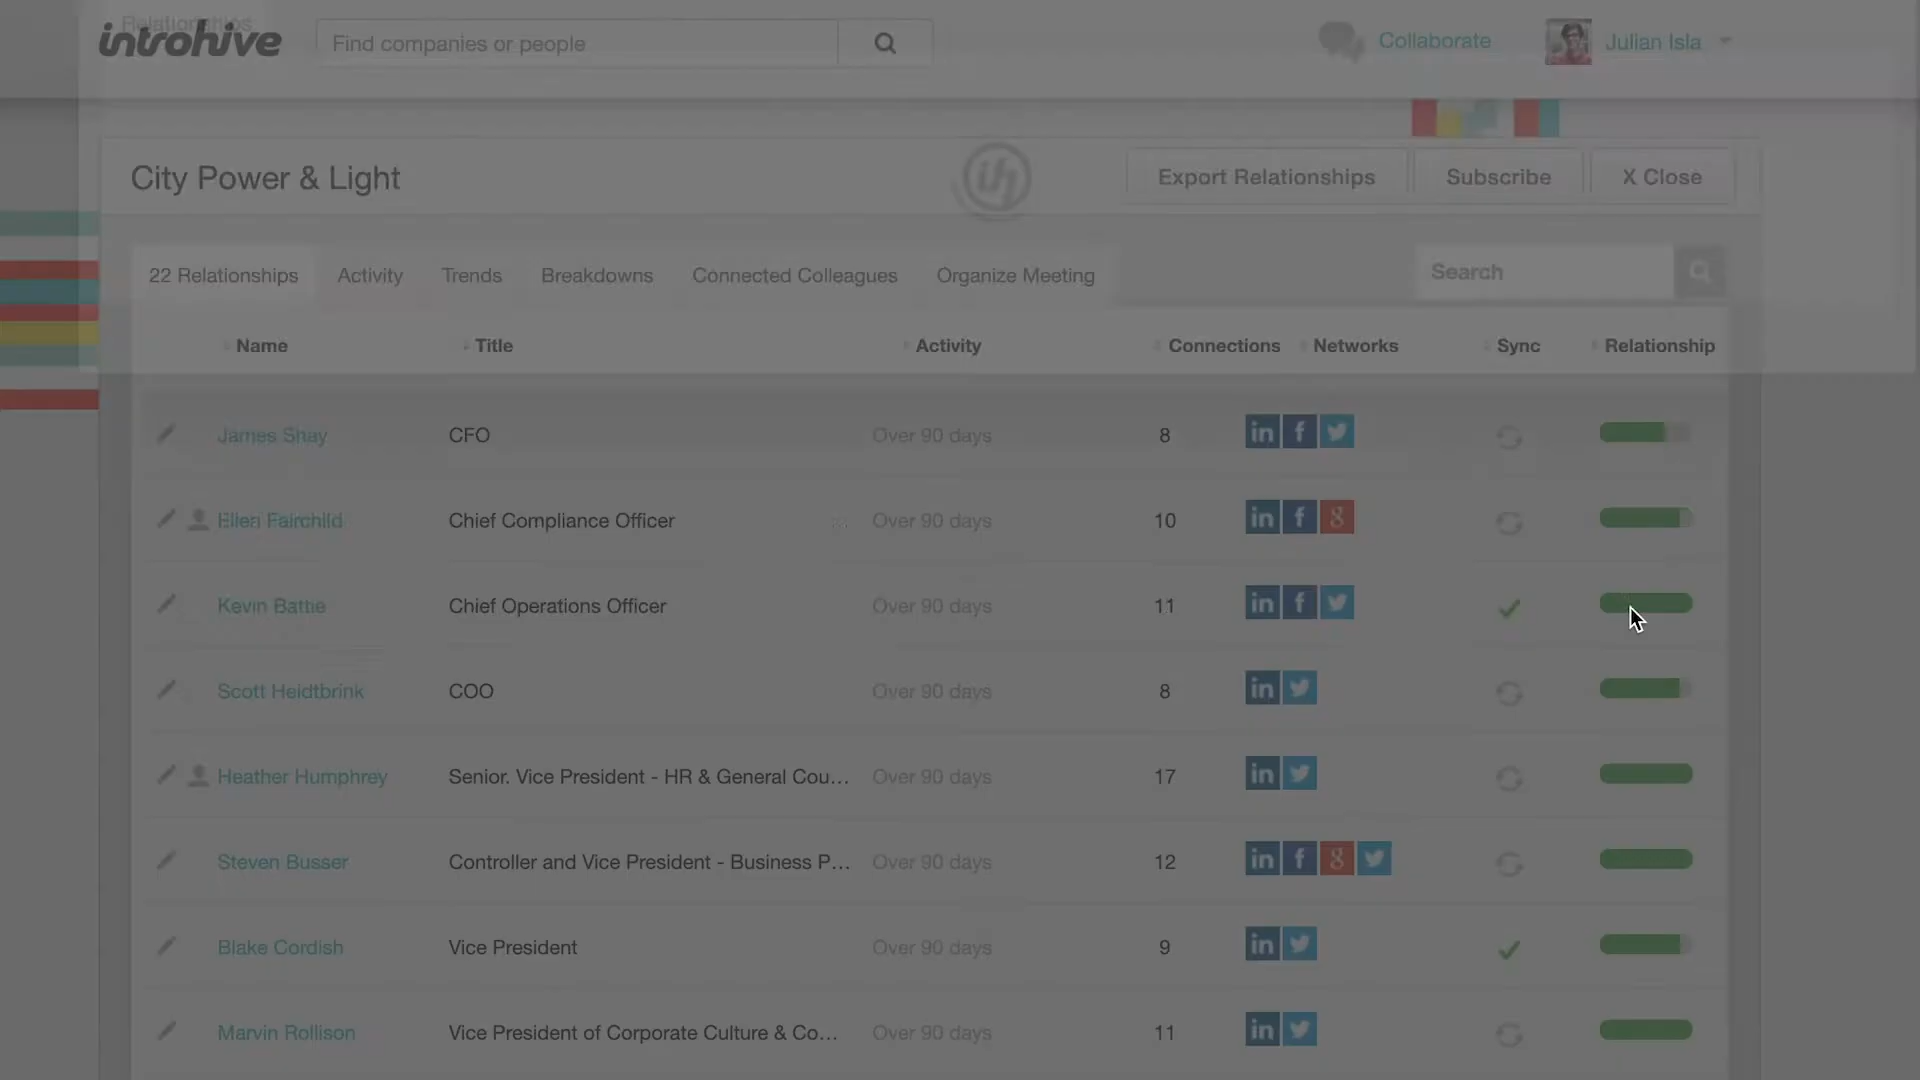 Relationships
introhive
Find companies or people
Collaborate
Julian Isla
City Power & Light
Export Relationships
Subscribe
X Close
22 Relationships Activity Trends Breakdowns Connected Colleagues Organize Meeting
Search
Name Title Activity Connections Networks Sync Relationship
James Shay CFO Over 90 days 8
Ellen Fairchild Chief Compliance Officer Over 90 days 10
Kevin Battie Chief Operations Officer Over 90 days 11
Scott Heidtbrink COO Over 90 days 8
Heather Humphrey Senior. Vice President - HR & General Cou... Over 90 days 17
Steven Busser Controller and Vice President - Business P... Over 90 days 12
Blake Cordish Vice President Over 90 days 9
Marvin Rollison Vice President of Corporate Culture & Co... Over 90 days 11